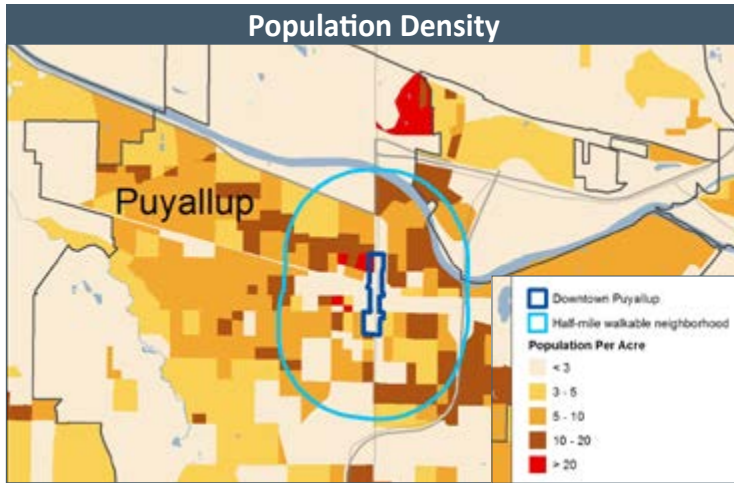 Population Density
Puyallup
Downtown Puyallup
Half-mile walkable neighborhood
Population Per Acre
< 3
3 - 5
5 - 10
10 - 20
> 20